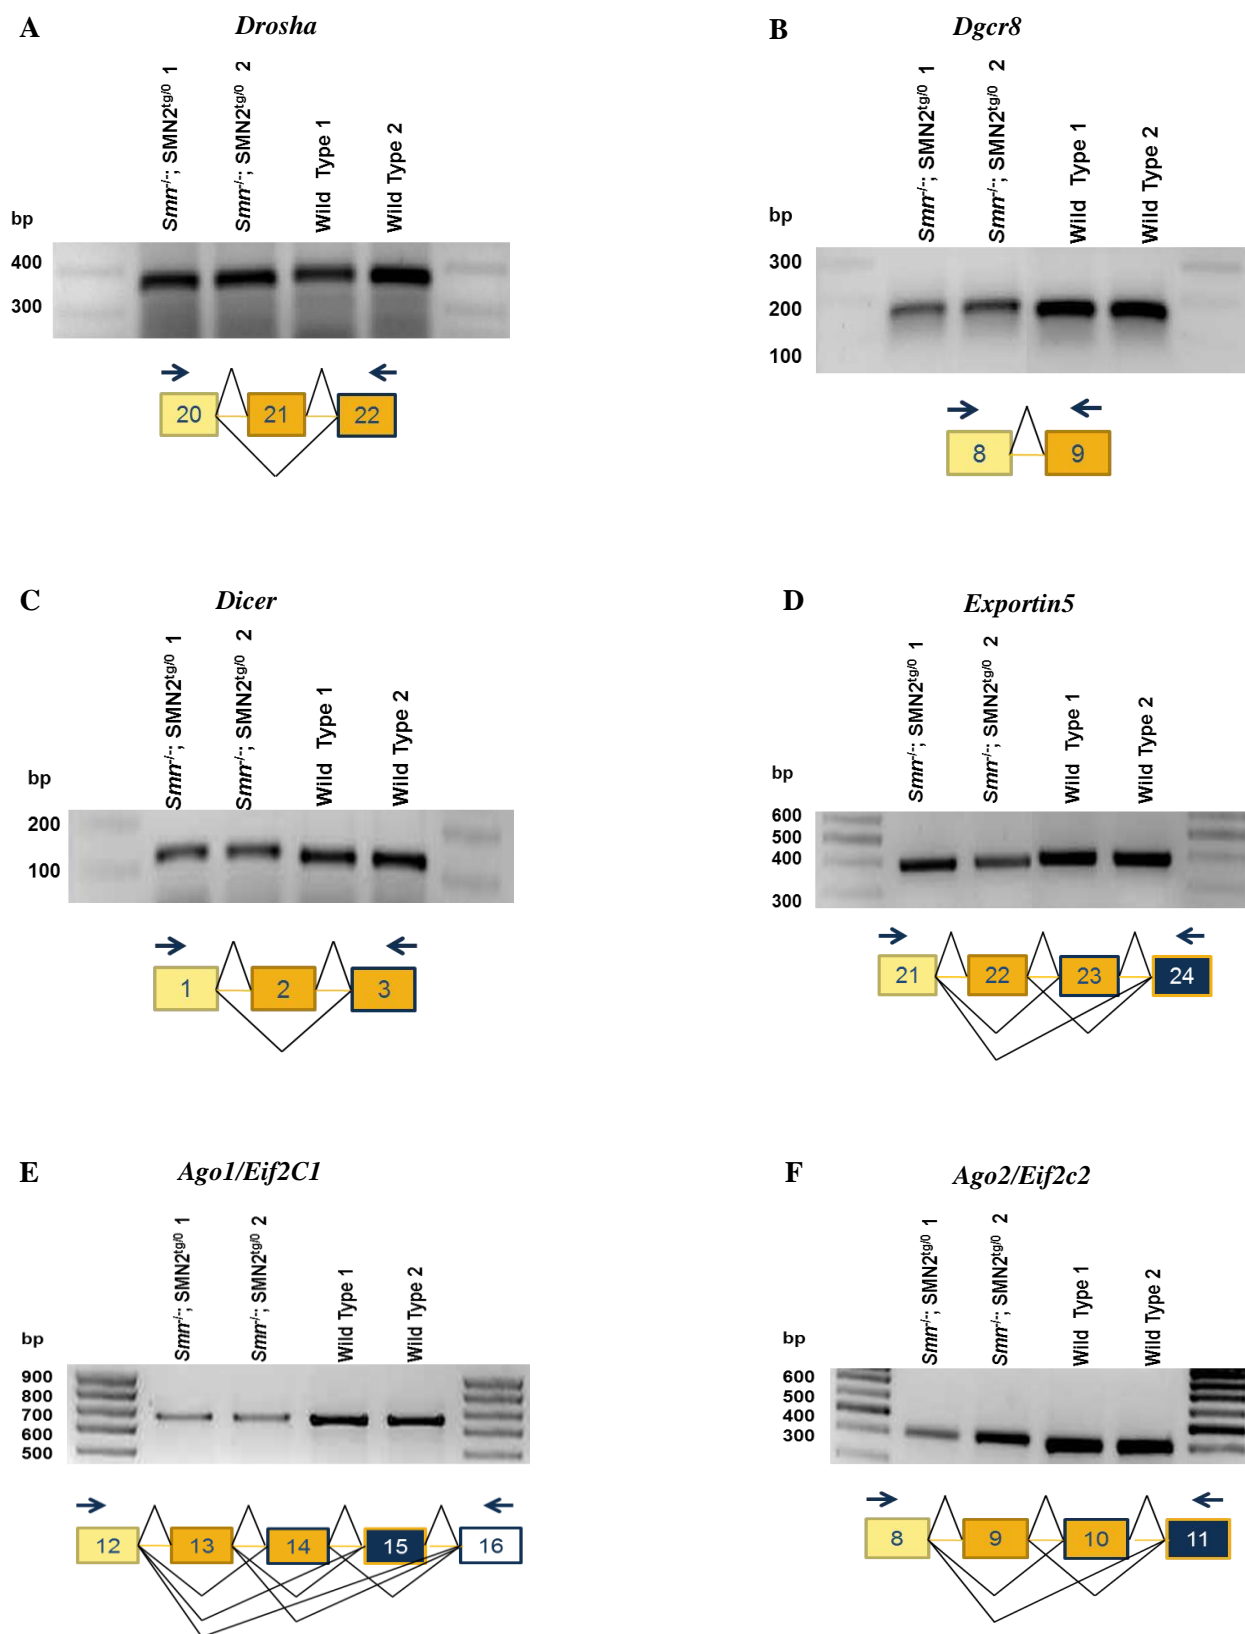 A
Drosha
Smn-/-; SMN2tg/0 1
Smn-/-; SMN2tg/0 2
Wild Type 1
Wild Type 2
bp
400
300
20 21 22
B
Dgcr8
Smn-/-; SMN2tg/0 1
Smn-/-; SMN2tg/0 2
Wild Type 1
Wild Type 2
300
200
100
8 9
C
Dicer
Smn-/-; SMN2tg/0 1
Smn-/-; SMN2tg/0 2
Wild Type 1
Wild Type 2
bp
200
100
1 2 3
D
Exportin5
Smn-/-; SMN2tg/0 1
Smn-/-; SMN2tg/0 2
Wild Type 1
Wild Type 2
bp
600
500
400
300
21 22 23 24
E
Ago1/Eif2C1
Smn-/-; SMN2tg/0 1
Smn-/-; SMN2tg/0 2
Wild Type 1
Wild Type 2
bp
900
800
700
600
500
12 13 14 15 16
F
Ago2/Eif2c2
Smn-/-; SMN2tg/0 1
Smn-/-; SMN2tg/0 2
Wild Type 1
Wild Type 2
bp
600
500
400
300
8 9 10 11